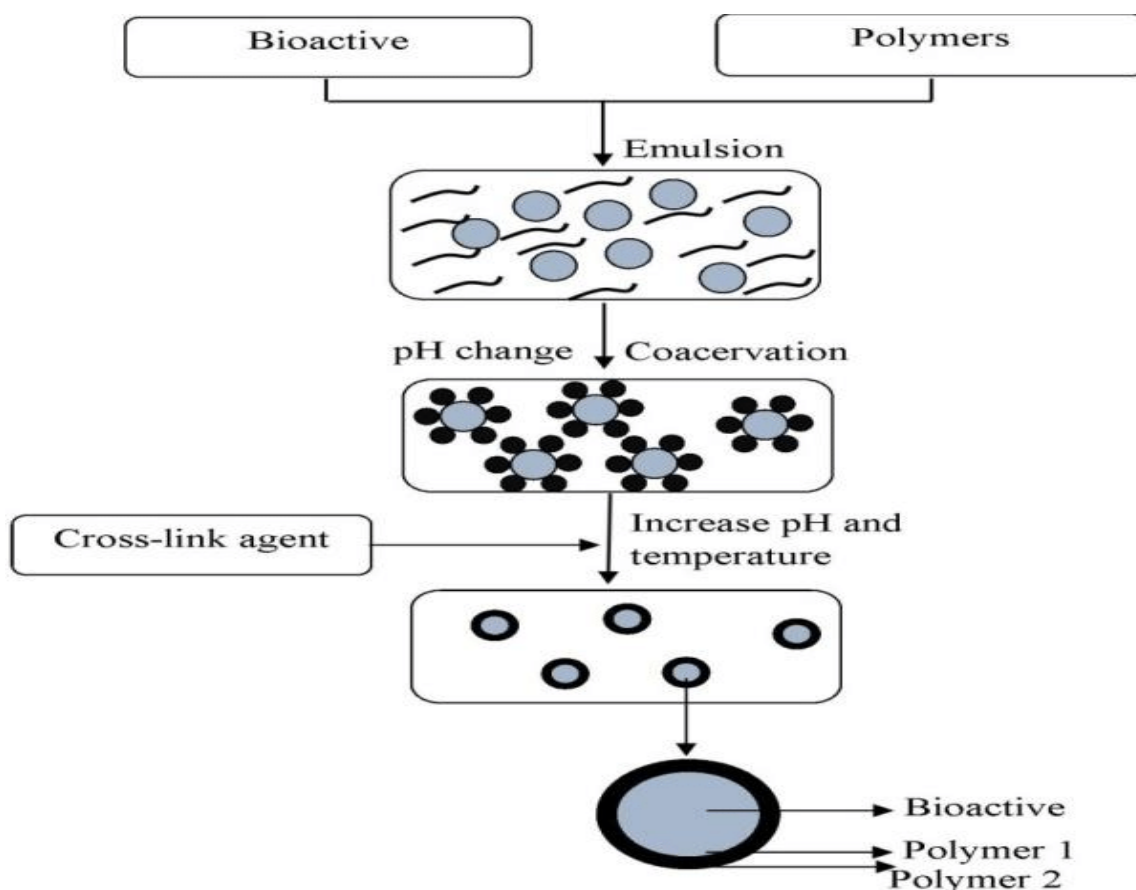 Bioactive
Polymers
Emulsion
pH change
Coacervation
Cross-link agent
Increase pH and
temperature
Bioactive
Polymer 1
Polymer 2